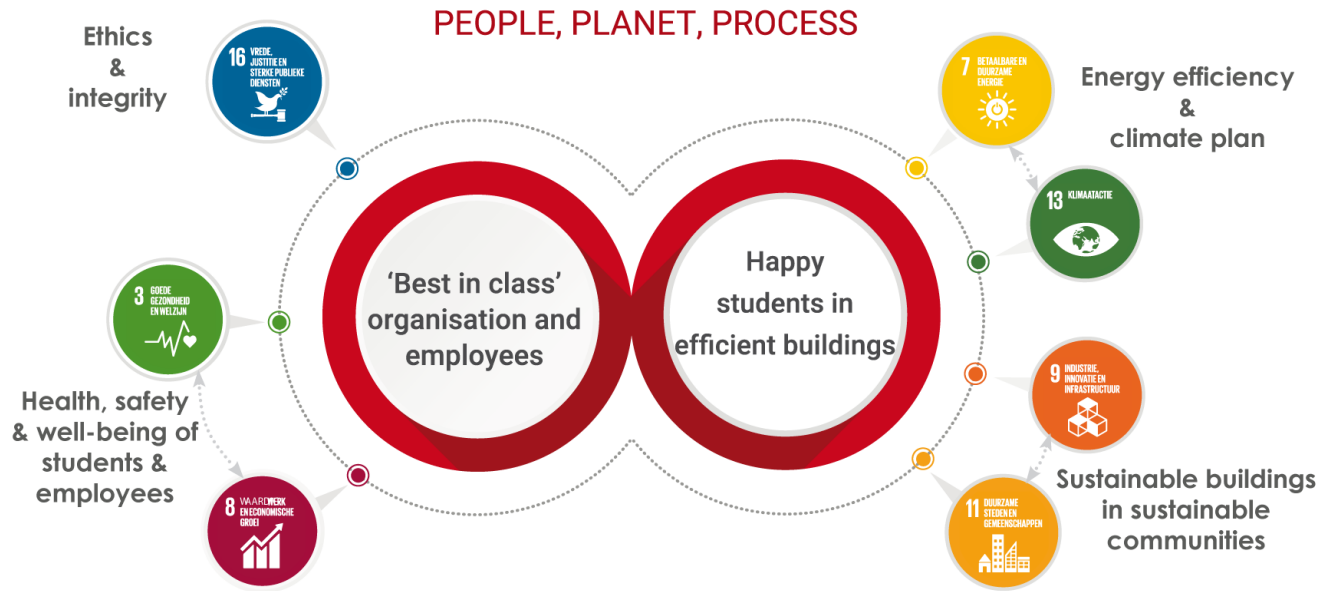 PEOPLE, PLANET, PROCESS
Ethics
&
integrity
16 VREDE,
JUSTITIE EN
STERKE PUBLIEKE
DIENSTEN
7 BETAALBARE EN
DUURZAME
ENERGIE
Energy efficiency
&
climate plan
13 KLIMAATACTIE
'Best in class'
organisation and
employees
Happy
students in
efficient buildings
3 GOEDE
GEZONDHEID
EN WELZIJN
Health, safety
& well-being of
students &
employees
8 WAARDWERK
EN ECONOMISCHE
GROEI
9 INDUSTRIE,
INNOVATIE EN
INFRASTRUCTUUR
11 DUURZAME
STEDEN EN
GEMEENSCHAPPEN
Sustainable buildings
in sustainable
communities